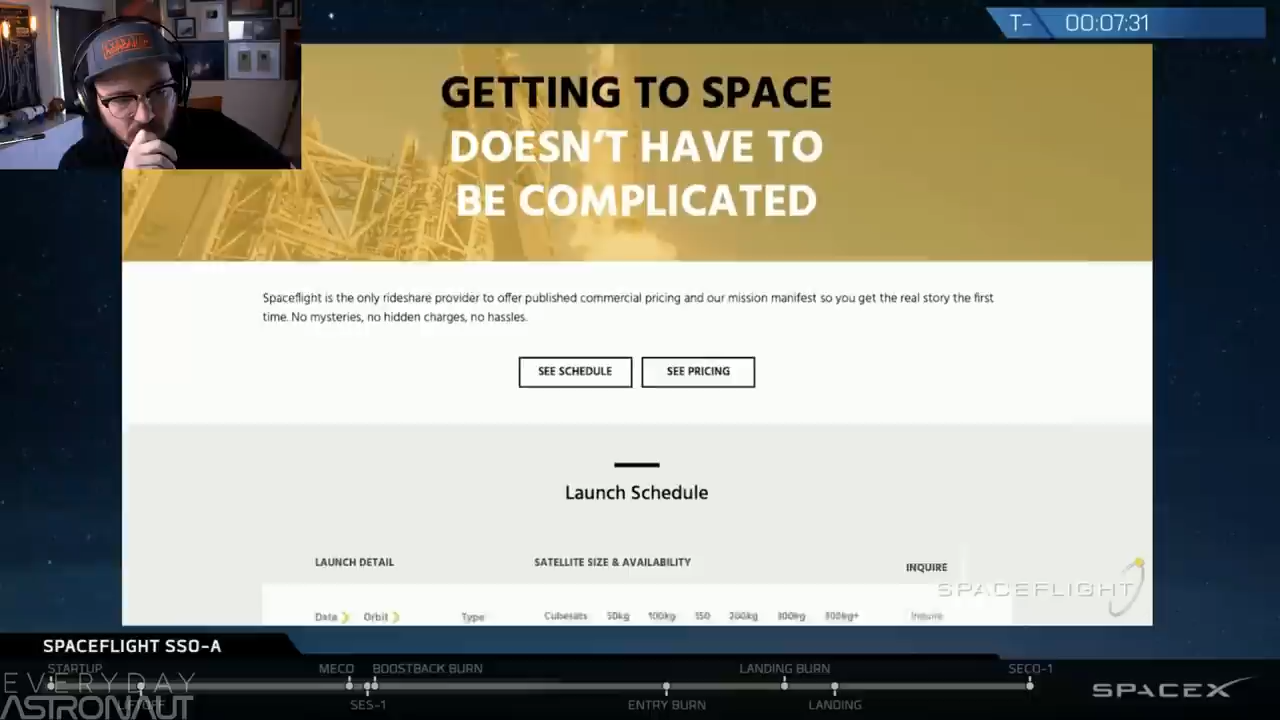 T- 00:07:31
GETTING TO SPACE
DOESN'T HAVE TO
BE COMPLICATED
Spaceflight is the only rideshare provider to offer published commercial pricing and our mission manifest so you get the real story the first
time. No mysteries, no hidden charges, no hassles.
SEE SCHEDULE SEE PRICING
Launch Schedule
LAUNCH DETAIL SATELLITE SIZE & AVAILABILITY INQUIRE
SPACEFLIGHT
Date Orbit Type Cubesats 50kg 100kg 150 200kg 300kg 300kg+ Inquire
SPACEFLIGHT SSO-A
STARTUP MECO BOOSTBACK BURN LANDING BURN SECO-1
EVERYDAY
ASTRONAUT
LIFTOFF SES-1 ENTRY BURN LANDING
SPACEX